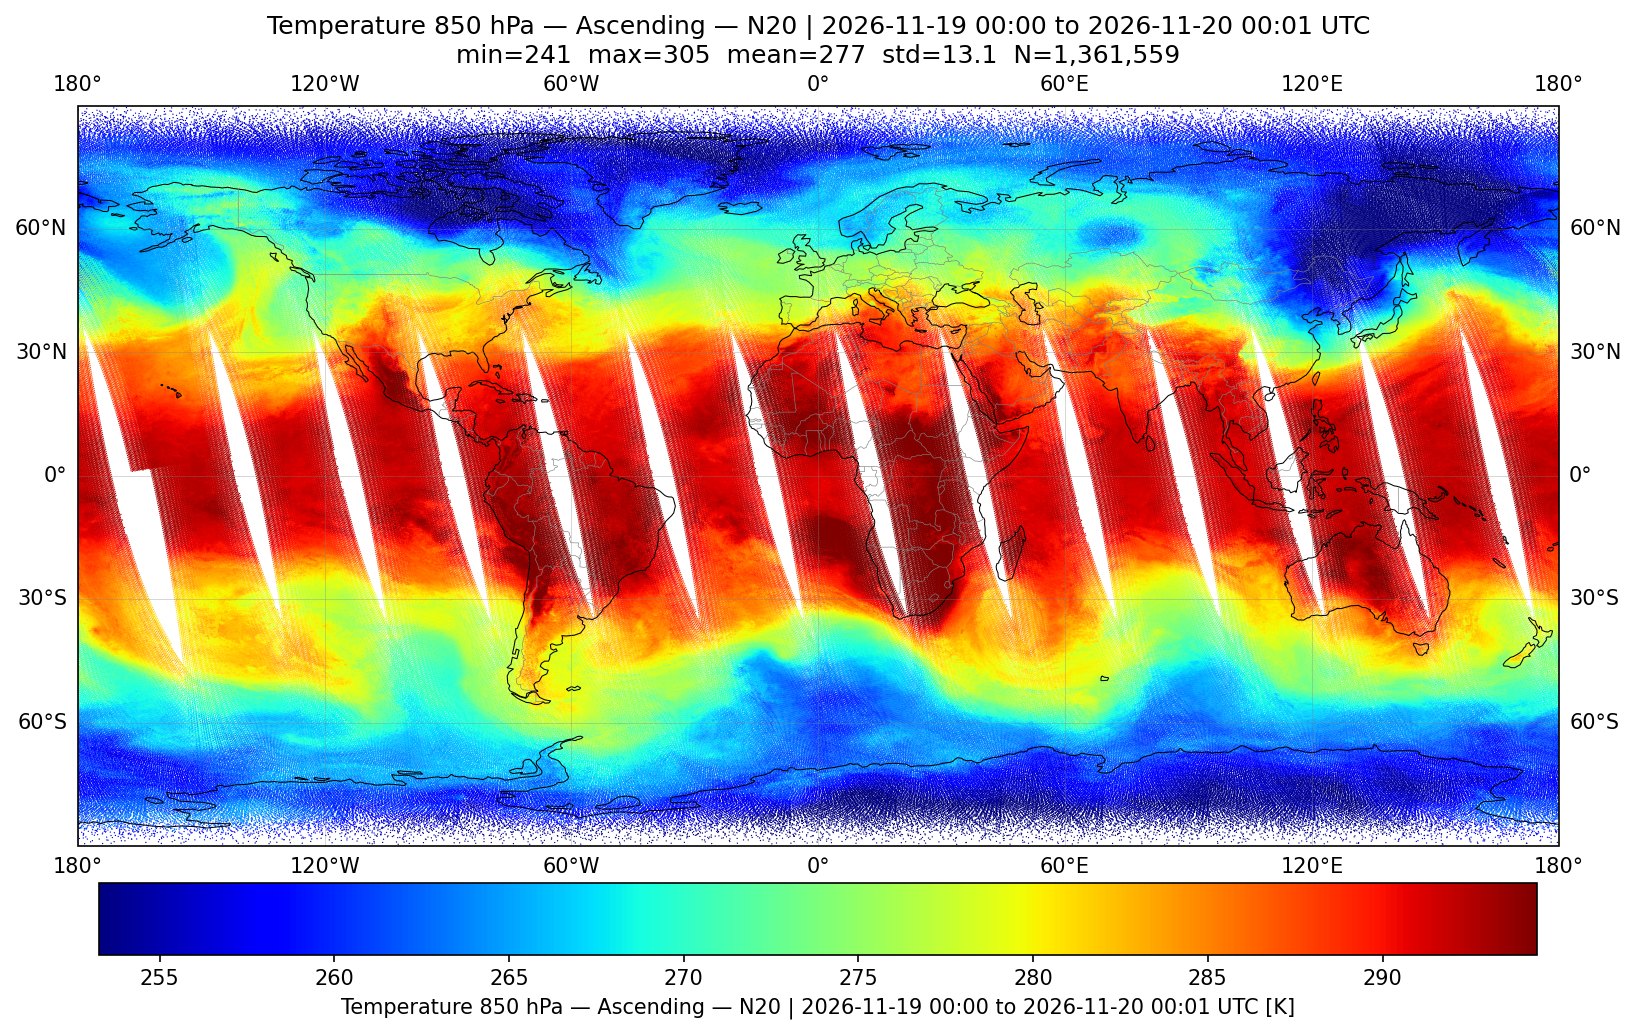 Temperature 850 hPa — Ascending — N20 | 2026-11-19 00:00 to 2026-11-20 00:01 UTC
min=241 max=305 mean=277 std=13.1 N=1,361,559
180° 120°W 60°W 0° 60°E 120°E 180°
60°N 60°N
30°N 30°N
0° 0°
30°S 30°S
60°S 60°S
180° 120°W 60°W 0° 60°E 120°E 180°
255 260 265 270 275 280 285 290
Temperature 850 hPa — Ascending — N20 | 2026-11-19 00:00 to 2026-11-20 00:01 UTC [K]